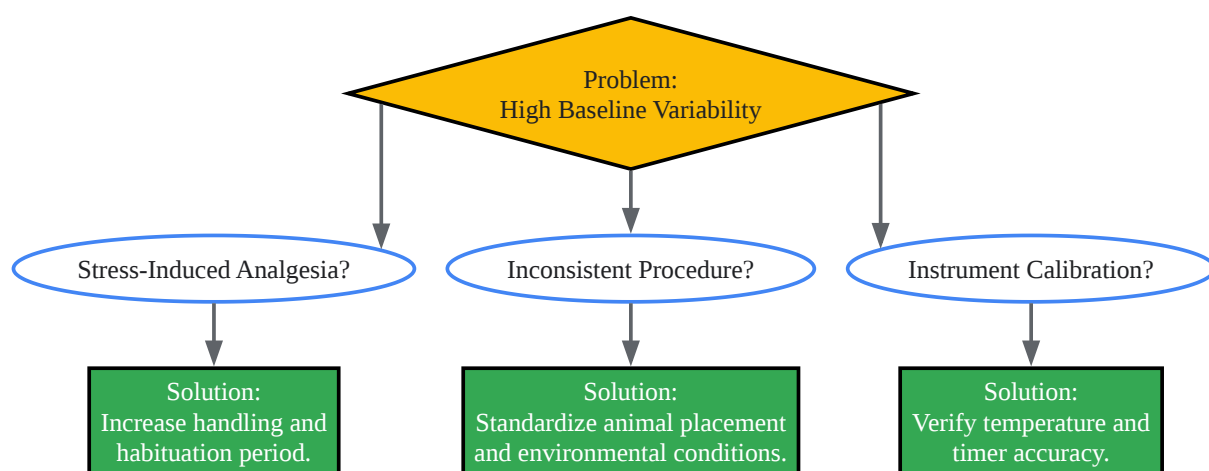 Problem:
High Baseline Variability
Stress-Induced Analgesia?
Inconsistent Procedure?
Instrument Calibration?
Solution:
Increase handling and
habituation period.
Solution:
Standardize animal placement
and environmental conditions.
Solution:
Verify temperature and
timer accuracy.